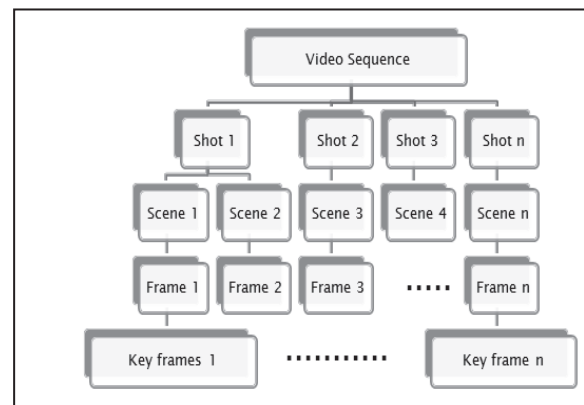 Video Sequence
Shot 1 Shot 2 Shot 3 Shot n
Scene 1 Scene 2 Scene 3 Scene 4 Scene n
Frame 1 Frame 2 Frame 3 ..... Frame n
Key frames 1 ........... Key frame n